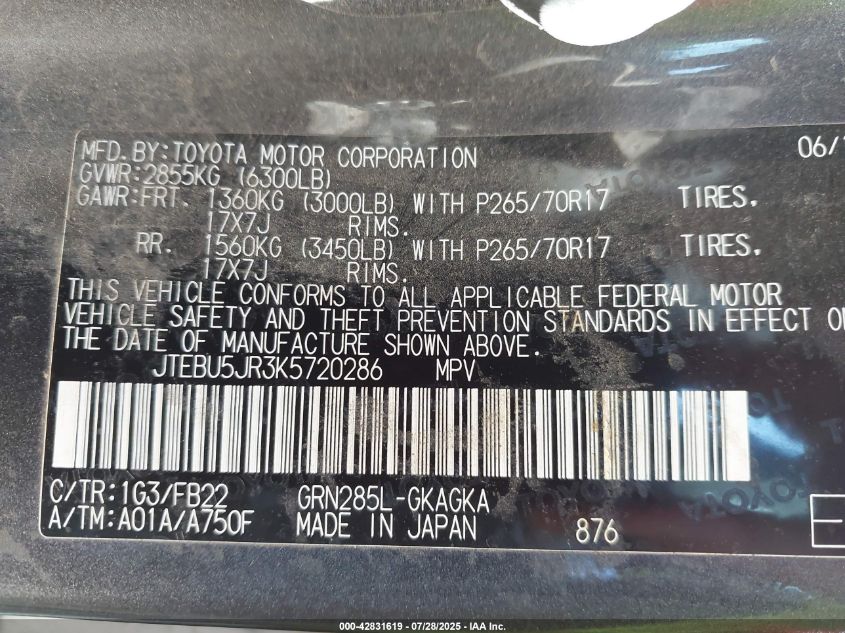 MFD.BY:TOYOTA MOTOR CORPORATION 06/1
GVWR:2855KG (6300LB)
GAWR:FRT. 1360KG (3000LB) WITH P265/70R17 TIRES.
17X7J RIMS.
RR. 1560KG (3450LB) WITH P265/70R17 TIRES.
17X7J RIMS.
THIS VEHICLE CONFORMS TO ALL APPLICABLE FEDERAL MOTOR
VEHICLE SAFETY AND THEFT PREVENTION STANDARDS IN EFFECT O
THE DATE OF MANUFACTURE SHOWN ABOVE.
JTEBU5JR3K5720286 MPV
C/TR:1G3/FB22 GRN285L-GKAGKA
A/TM:A01A/A750F MADE IN JAPAN 876 E
000-42831619 / 07/28/2025 - IAA Inc.